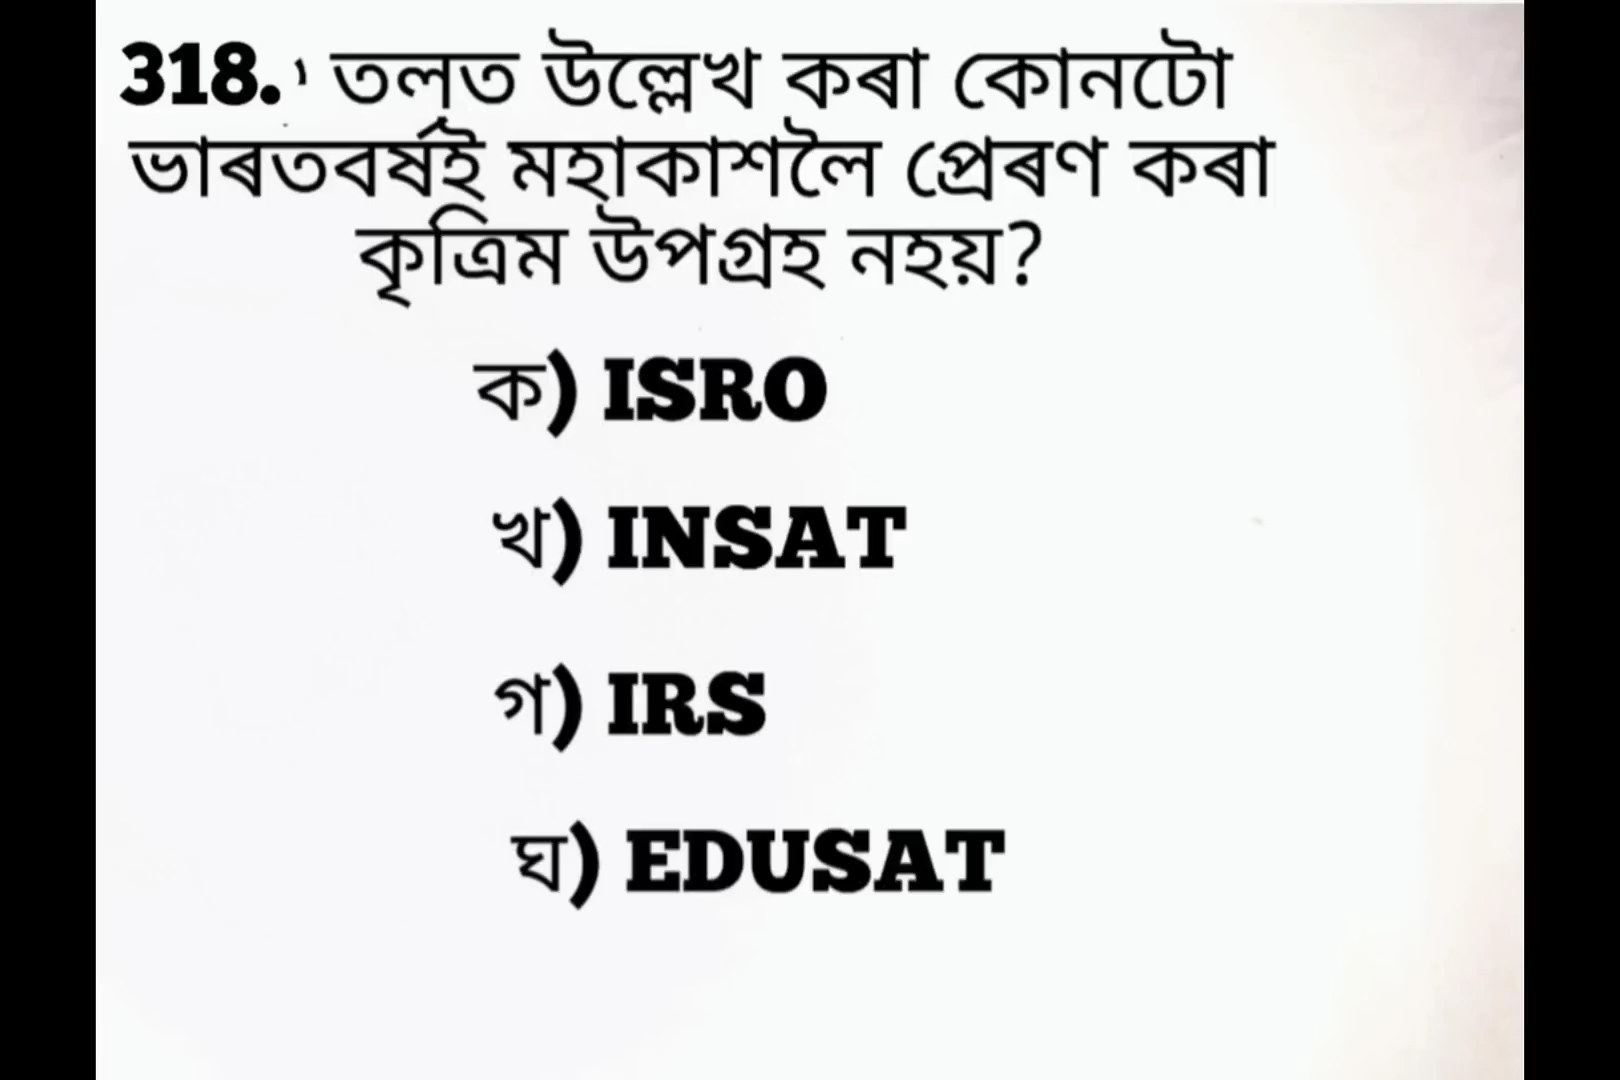 318. তলত উল্লেখ কৰা কোনটো
ভাৰতবৰ্ষই মহাকাশলৈ প্ৰেৰণ কৰা
কৃত্ৰিম উপগ্ৰহ নহয়?
ক) ISRO
খ) INSAT
গ) IRS
ঘ) EDUSAT